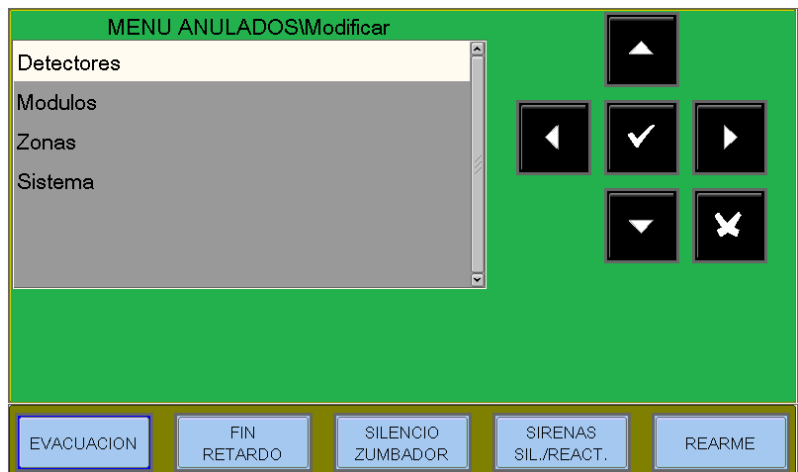 MENU ANULADOS\Modificar
Detectores
Modulos
Zonas
Sistema
EVACUACION
FIN
RETARDO
SILENCIO
ZUMBADOR
SIRENAS
SIL./REACT.
REARME